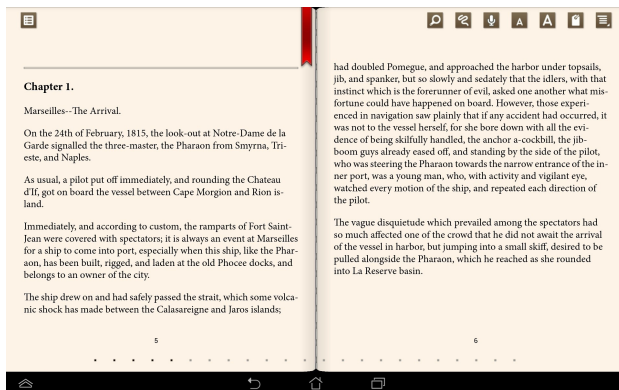 Chapter 1.
Marseilles--The Arrival.
On the 24th of February, 1815, the look-out at Notre-Dame de la
Garde signalled the three-master, the Pharaon from Smyrna, Tri-
este, and Naples.
As usual, a pilot put off immediately, and rounding the Chateau
d'If, got on board the vessel between Cape Morgion and Rion is-
land.
Immediately, and according to custom, the ramparts of Fort Saint-
Jean were covered with spectators; it is always an event at Marseilles
for a ship to come into port, especially when this ship, like the Phar-
aon, has been built, rigged, and laden at the old Phocee docks, and
belongs to an owner of the city.
The ship drew on and had safely passed the strait, which some volca-
nic shock has made between the Calasareigne and Jaros islands;
5
A
A
had doubled Pomegue, and approached the harbor under topsails,
jib, and spanker, but so slowly and sedately that the idlers, with that
instinct which is the forerunner of evil, asked one another what mis-
fortune could have happened on board. However, those experi-
enced in navigation saw plainly that if any accident had occurred, it
was not to the vessel herself, for she bore down with all the evi-
dence of being skilfully handled, the anchor a-cockbill, the jib-
boom guys already eased off, and standing by the side of the pilot,
who was steering the Pharaon towards the narrow entrance of the in-
ner port, was a young man, who, with activity and vigilant eye,
watched every motion of the ship, and repeated each direction of
the pilot.
The vague disquietude which prevailed among the spectators had
so much affected one of the crowd that he did not await the arrival
of the vessel in harbor, but jumping into a small skiff, desired to be
pulled alongside the Pharaon, which he reached as she rounded
into La Reserve basin.
6